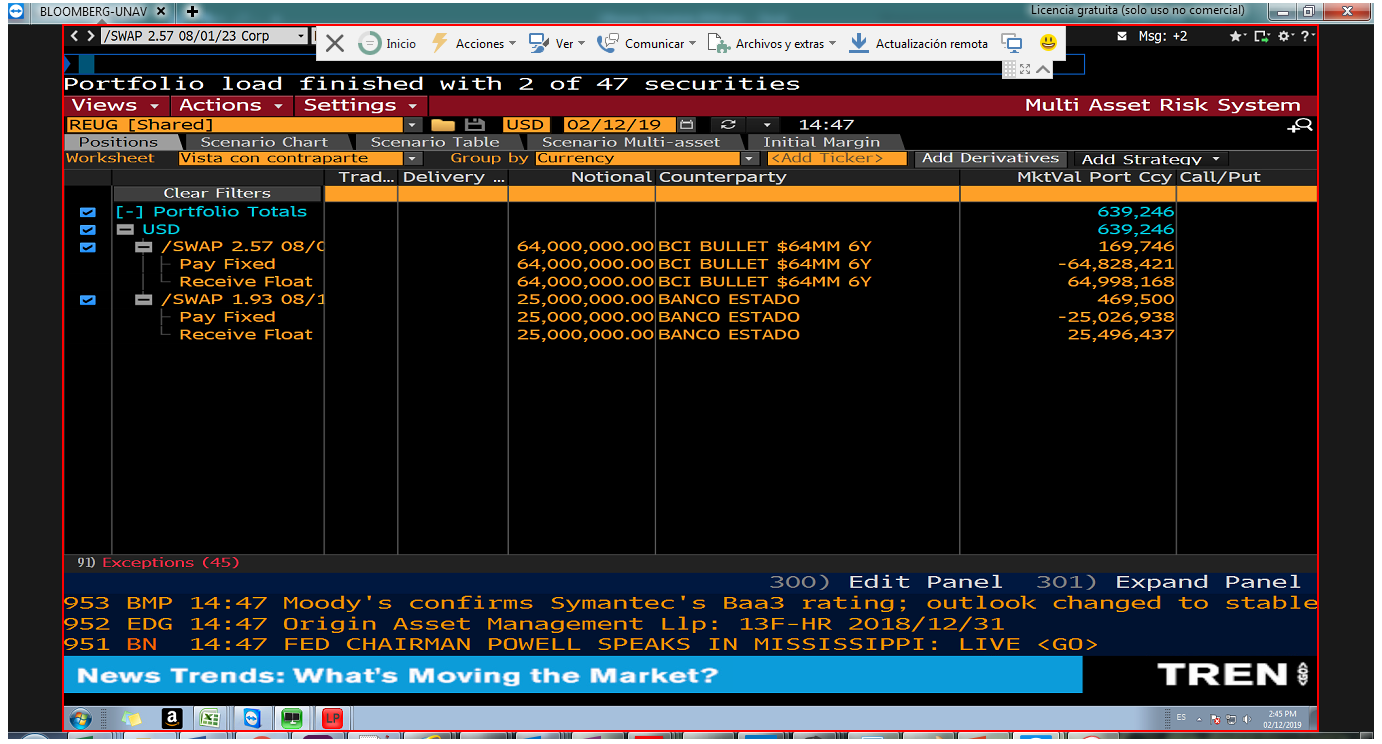 BLOOMBERG-UNAV
Licencia gratuita (solo uso no comercial)
/SWAP 2.57 08/01/23 Corp
Inicio Acciones Ver Comunicar Archivos y extras Actualización remota
Msg: +2
Portfolio load finished with 2 of 47 securities
Views Actions Settings Multi Asset Risk System
REUG [Shared] USD 02/12/19 14:47
Positions Scenario Chart Scenario Table Scenario Multi-asset Initial Margin
Worksheet Vista con contraparte Group by Currency <Add Ticker> Add Derivatives Add Strategy
Trad... Delivery ... Notional Counterparty MktVal Port Ccy Call/Put
Clear Filters
[-] Portfolio Totals 639,246
USD 639,246
/SWAP 2.57 08/0 64,000,000.00 BCI BULLET $64MM 6Y 169,746
Pay Fixed 64,000,000.00 BCI BULLET $64MM 6Y -64,828,421
Receive Float 64,000,000.00 BCI BULLET $64MM 6Y 64,998,168
/SWAP 1.93 08/1 25,000,000.00 BANCO ESTADO 469,500
Pay Fixed 25,000,000.00 BANCO ESTADO -25,026,938
Receive Float 25,000,000.00 BANCO ESTADO 25,496,437
91) Exceptions (45)
300) Edit Panel 301) Expand Panel
953 BMP 14:47 Moody's confirms Symantec's Baa3 rating; outlook changed to stable
952 EDG 14:47 Origin Asset Management Llp: 13F-HR 2018/12/31
951 BN 14:47 FED CHAIRMAN POWELL SPEAKS IN MISSISSIPPI: LIVE <GO>
News Trends: What's Moving the Market? TREN
LP
ES 2:45 PM
02/12/2019